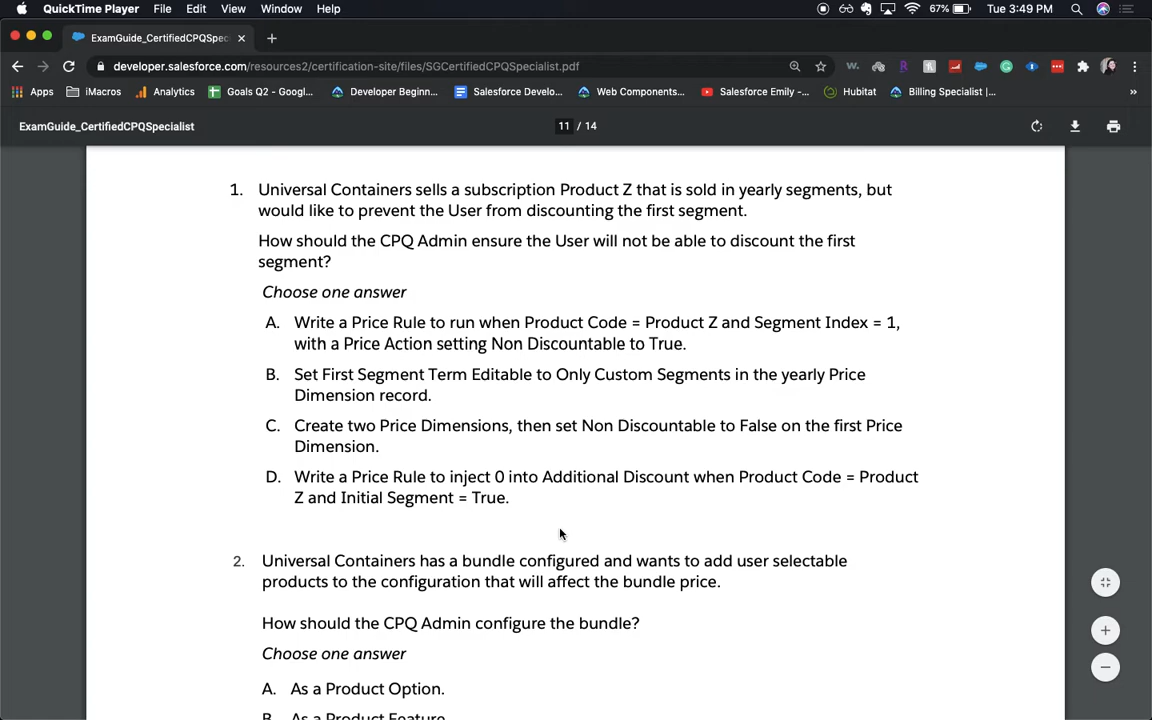 QuickTime Player File Edit View Window Help 67% Tue 3:49 PM
ExamGuide_CertifiedCPQSpec
developer.salesforce.com/resources2/certification-site/files/SGCertifiedCPQSpecialist.pdf
Apps iMacros Analytics Goals Q2 - Googl... Developer Beginn... Salesforce Develo... Web Components... Salesforce Emily -... Hubitat Billing Specialist |... »
ExamGuide_CertifiedCPQSpecialist 11 / 14
1. Universal Containers sells a subscription Product Z that is sold in yearly segments, but
would like to prevent the User from discounting the first segment.
How should the CPQ Admin ensure the User will not be able to discount the first
segment?
Choose one answer
A. Write a Price Rule to run when Product Code = Product Z and Segment Index = 1,
with a Price Action setting Non Discountable to True.
B. Set First Segment Term Editable to Only Custom Segments in the yearly Price
Dimension record.
C. Create two Price Dimensions, then set Non Discountable to False on the first Price
Dimension.
D. Write a Price Rule to inject 0 into Additional Discount when Product Code = Product
Z and Initial Segment = True.
2. Universal Containers has a bundle configured and wants to add user selectable
products to the configuration that will affect the bundle price.
How should the CPQ Admin configure the bundle?
Choose one answer
A. As a Product Option.
B. As a Product Feature.